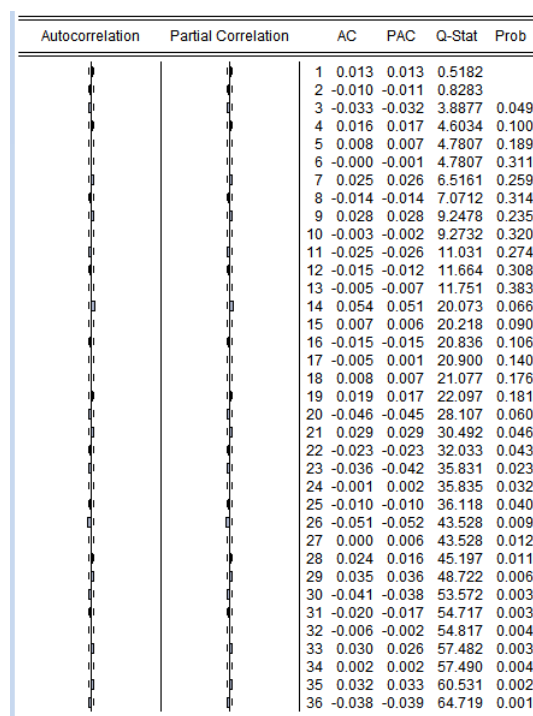 Autocorrelation Partial Correlation AC PAC Q-Stat Prob
1 0.013 0.013 0.5182
2 -0.010 -0.011 0.8283
3 -0.033 -0.032 3.8877 0.049
4 0.016 0.017 4.6034 0.100
5 0.008 0.007 4.7807 0.189
6 -0.000 -0.001 4.7807 0.311
7 0.025 0.026 6.5161 0.259
8 -0.014 -0.014 7.0712 0.314
9 0.028 0.028 9.2478 0.235
10 -0.003 -0.002 9.2732 0.320
11 -0.025 -0.026 11.031 0.274
12 -0.015 -0.012 11.664 0.308
13 -0.005 -0.007 11.751 0.383
14 0.054 0.051 20.073 0.066
15 0.007 0.006 20.218 0.090
16 -0.015 -0.015 20.836 0.106
17 -0.005 0.001 20.900 0.140
18 0.008 0.007 21.077 0.176
19 0.019 0.017 22.097 0.181
20 -0.046 -0.045 28.107 0.060
21 0.029 0.029 30.492 0.046
22 -0.023 -0.023 32.033 0.043
23 -0.036 -0.042 35.831 0.023
24 -0.001 0.002 35.835 0.032
25 -0.010 -0.010 36.118 0.040
26 -0.051 -0.052 43.528 0.009
27 0.000 0.006 43.528 0.012
28 0.024 0.016 45.197 0.011
29 0.035 0.036 48.722 0.006
30 -0.041 -0.038 53.572 0.003
31 -0.020 -0.017 54.717 0.003
32 -0.006 -0.002 54.817 0.004
33 0.030 0.026 57.482 0.003
34 0.002 0.002 57.490 0.004
35 0.032 0.033 60.531 0.002
36 -0.038 -0.039 64.719 0.001